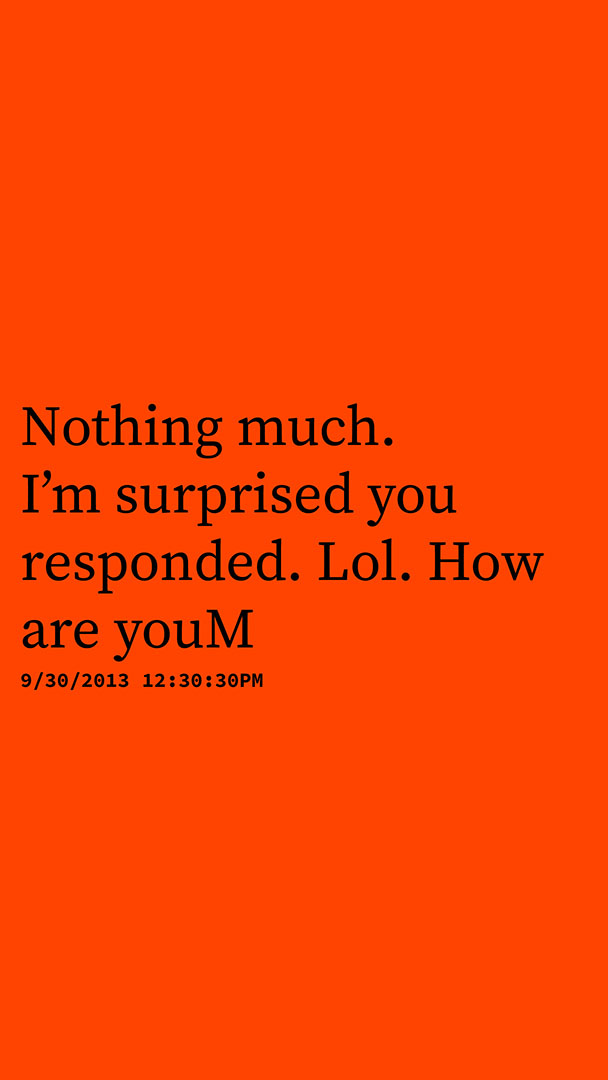 Nothing much.
I’m surprised you
responded. Lol. How
are youM
9/30/2013 12:30:30PM